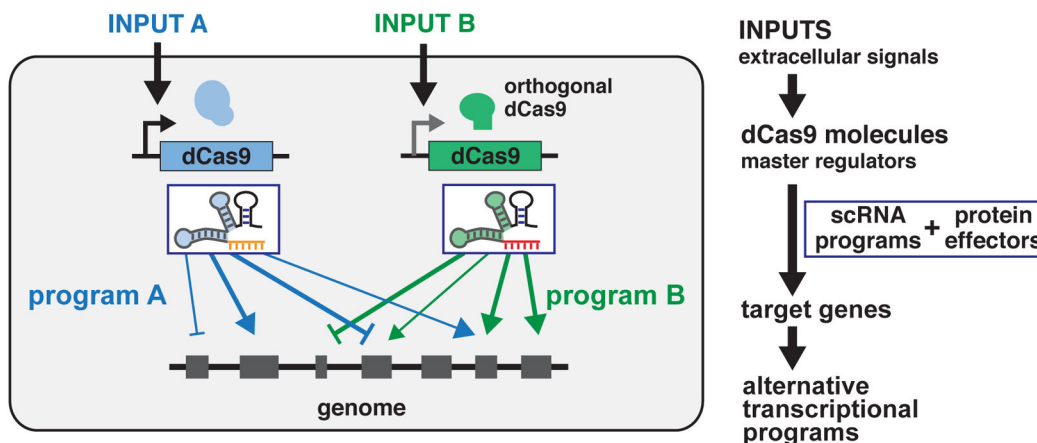 INPUT A
INPUT B
orthogonal
dCas9
dCas9
dCas9
program A
program B
genome
INPUTS
extracellular signals
dCas9 molecules
master regulators
scRNA
programs
+
protein
effectors
target genes
alternative
transcriptional
programs